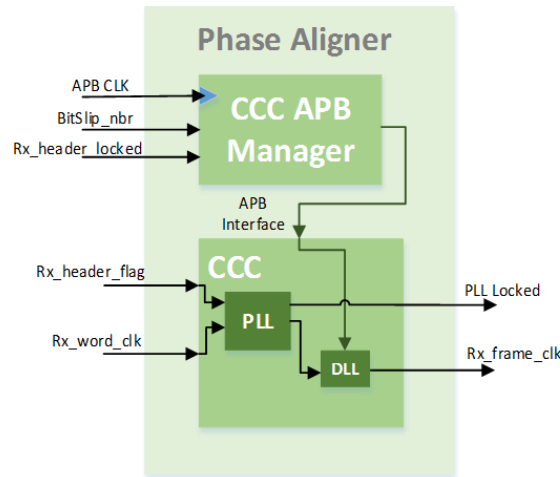 Phase Aligner
APB CLK
BitSlip_nbr
Rx_header_locked
CCC APB
Manager
APB
Interface
CCC
Rx_header_flag
Rx_word_clk
PLL
DLL
PLL Locked
Rx_frame_clk